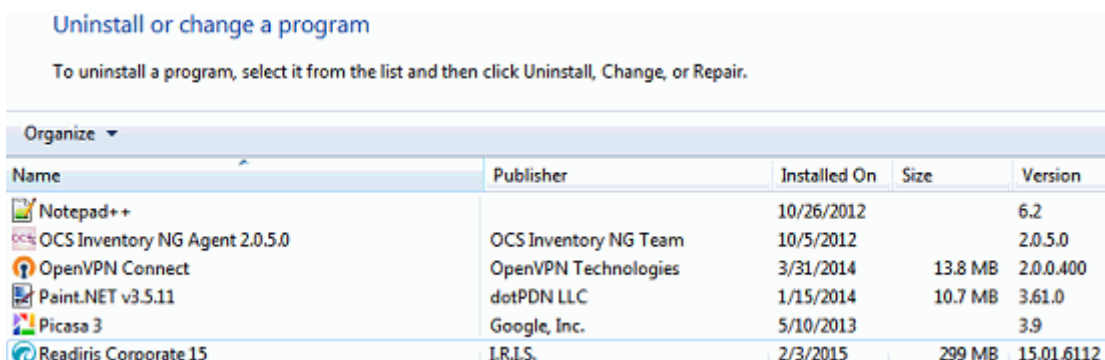 Uninstall or change a program
To uninstall a program, select it from the list and then click Uninstall, Change, or Repair.
Organize
Name Publisher Installed On Size Version
Notepad++ 10/26/2012 6.2
OCS Inventory NG Agent 2.0.5.0 OCS Inventory NG Team 10/5/2012 2.0.5.0
OpenVPN Connect OpenVPN Technologies 3/31/2014 13.8 MB 2.0.0.400
Paint.NET v3.5.11 dotPDN LLC 1/15/2014 10.7 MB 3.61.0
Picasa 3 Google, Inc. 5/10/2013 3.9
Readiris Corporate 15 I.R.I.S. 2/3/2015 299 MB 15.01.6112